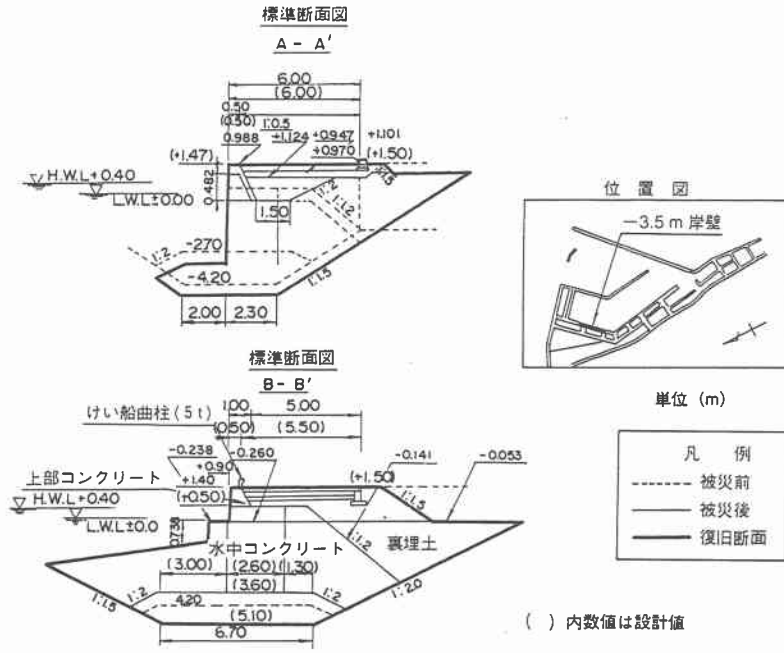 標準断面図
A - A′
6.00
(6.00)
0.50
(0.50)
1:0.5
0.988
+1.124
+0.947
+1.101
+0.970
(+1.47)
(+1.50)
H.W.L+0.40
L.W.L±0.00
0.482
1:1.5
1:2
1:1.2
1.50
-2.70
1:2
-4.20
1:1.5
2.00
2.30
位置図
-3.5m岸壁
単位 (m)
標準断面図
B - B′
けい船曲柱(5t)
1.00
5.00
(0.50)
(5.50)
-0.238
-0.260
-0.141
-0.053
+0.90
上部コンクリート
+1.40
(+1.50)
H.W.L+0.40
(+0.50)
1:1.5
L.W.L±0.0
0.738
1:1.2
水中コンクリート
裏埋土
(3.00)
(2.60)
(1.30)
(3.60)
1:1.5
1:2
4.20
1:2
1:2.0
(5.10)
6.70
凡例
被災前
被災後
復旧断面
( )内数値は設計値